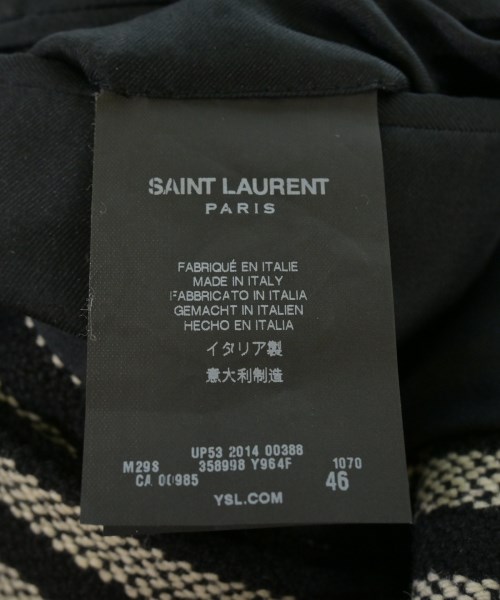 SAINT LAURENT
PARIS
FABRIQUÉ EN ITALIE
MADE IN ITALY
FABBRICATO IN ITALIA
GEMACHT IN ITALIEN
HECHO EN ITALIA
イタリア製
意大利制造
UP53 2014 00388
M298 358998 Y964F 1070
CA 00985 46
YSL.COM